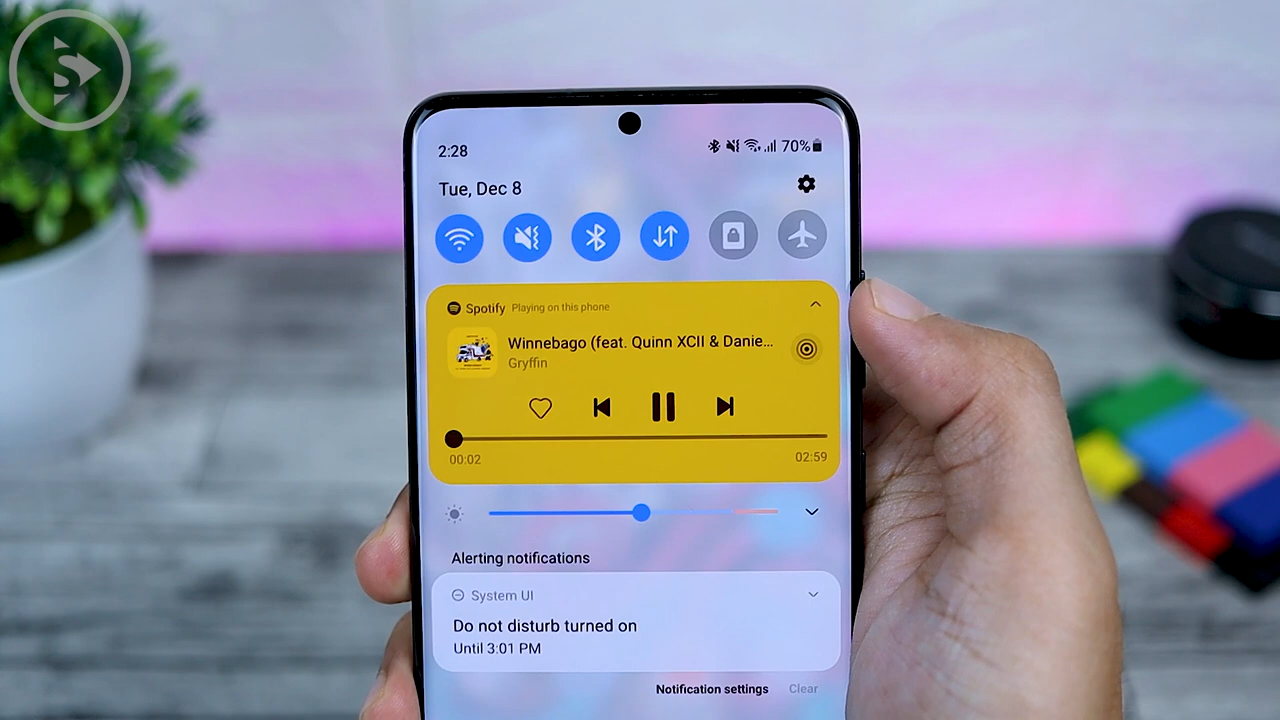 S
2:28
70%
Tue, Dec 8
Spotify Playing on this phone
Winnebago (feat. Quinn XCII & Danie...
Gryffin
00:02
02:59
Alerting notifications
System UI
Do not disturb turned on
Until 3:01 PM
Notification settings Clear